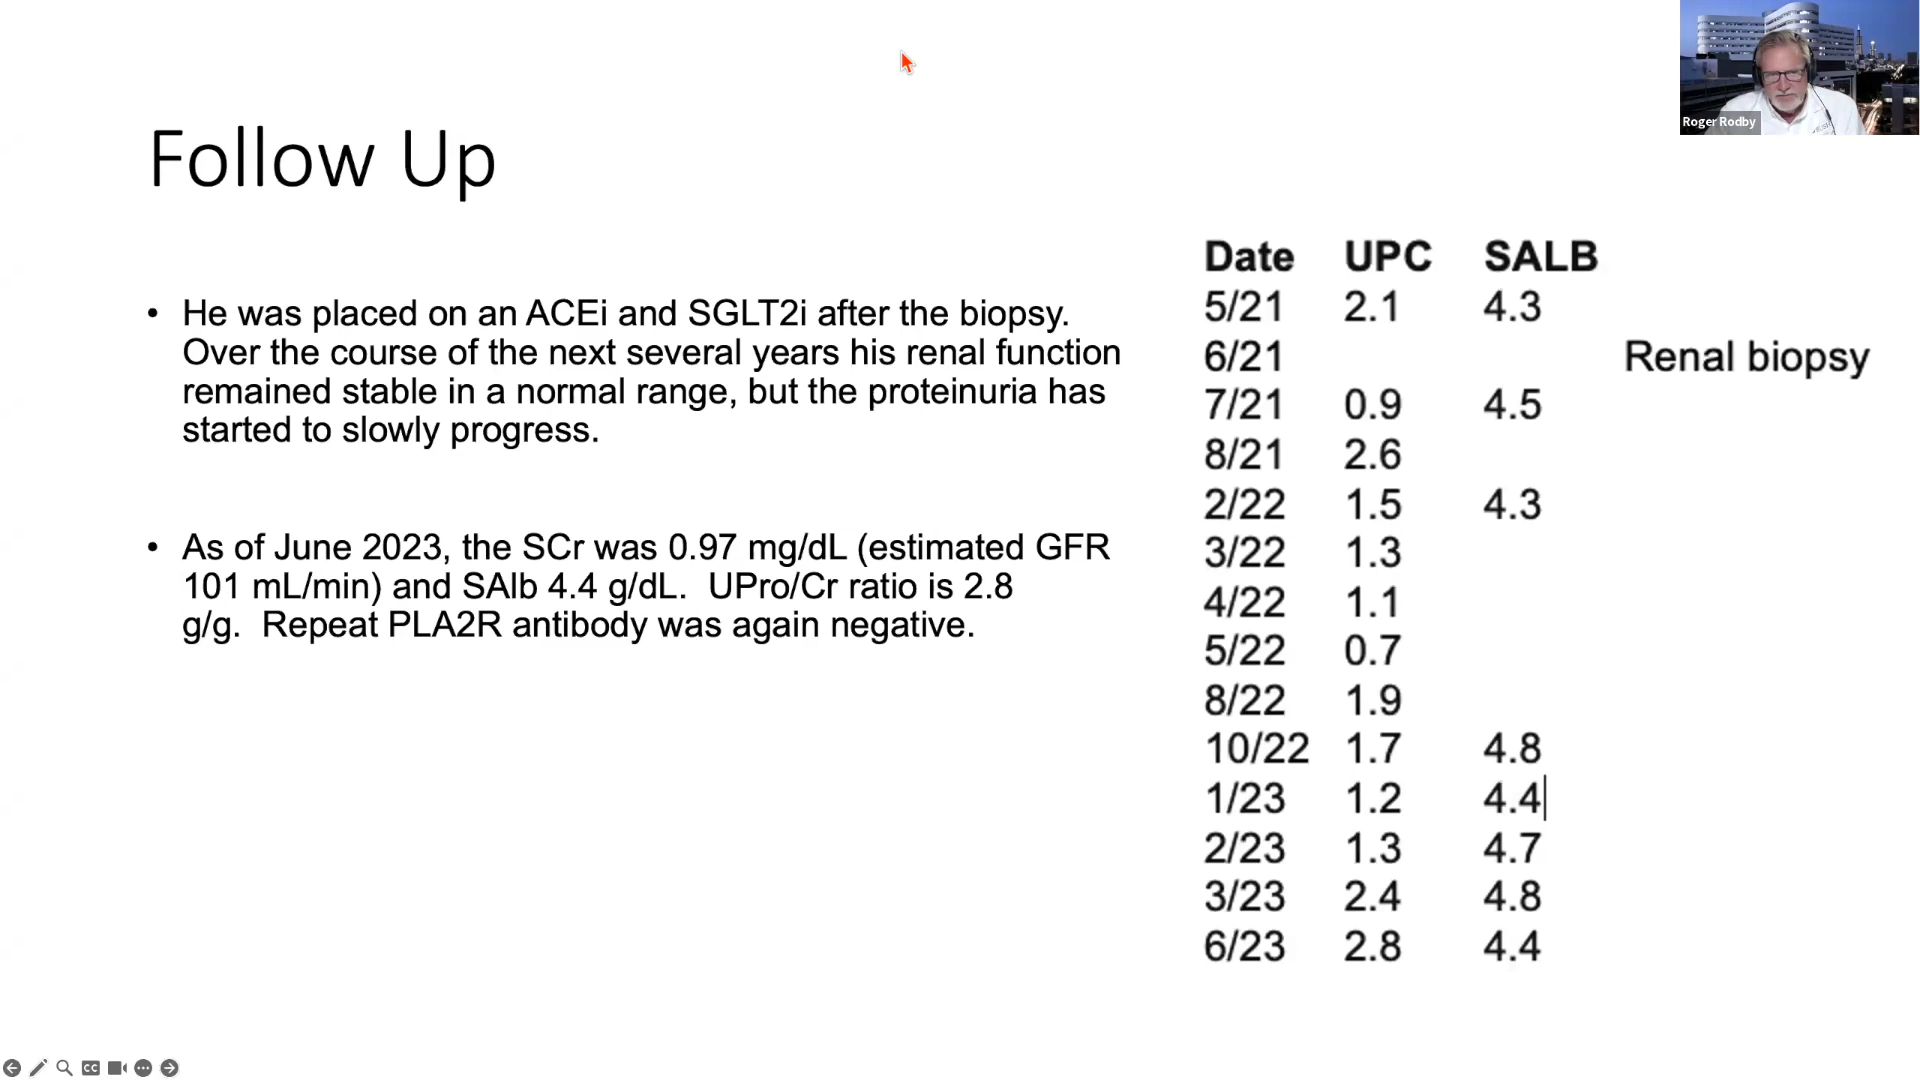 Roger Rodby
Follow Up
• He was placed on an ACEi and SGLT2i after the biopsy.
Over the course of the next several years his renal function
remained stable in a normal range, but the proteinuria has
started to slowly progress.
• As of June 2023, the SCr was 0.97 mg/dL (estimated GFR
101 mL/min) and SAlb 4.4 g/dL.  UPro/Cr ratio is 2.8
g/g.  Repeat PLA2R antibody was again negative.
Date UPC SALB
5/21 2.1 4.3
6/21 Renal biopsy
7/21 0.9 4.5
8/21 2.6
2/22 1.5 4.3
3/22 1.3
4/22 1.1
5/22 0.7
8/22 1.9
10/22 1.7 4.8
1/23 1.2 4.4
2/23 1.3 4.7
3/23 2.4 4.8
6/23 2.8 4.4
CC